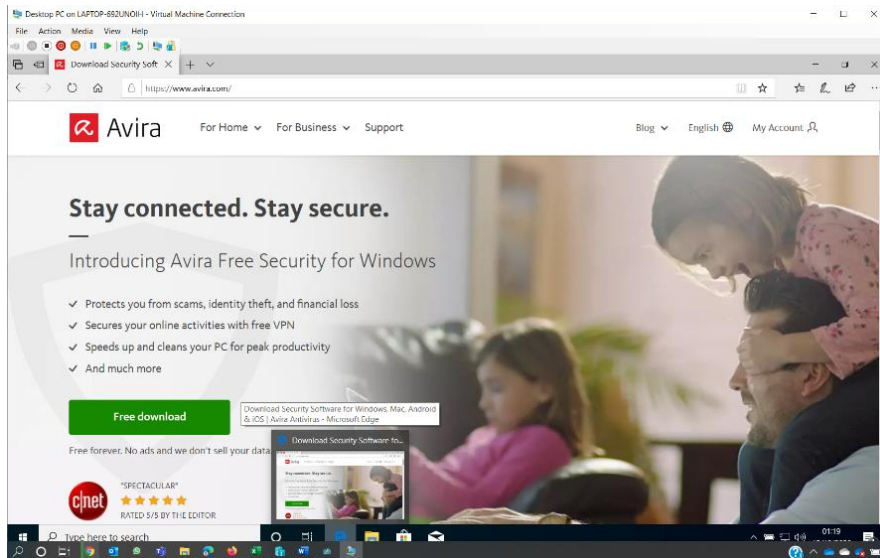 Desktop PC on LAPTOP-692UNOIH - Virtual Machine Connection
File Action Media View Help
Download Security Soft
https://www.avira.com/
Avira For Home For Business Support Blog English My Account
Stay connected. Stay secure.
Introducing Avira Free Security for Windows
Protects you from scams, identity theft, and financial loss
Secures your online activities with free VPN
Speeds up and cleans your PC for peak productivity
And much more
Free download
Download Security Software for Windows, Mac, Android
& iOS | Avira Antivirus - Microsoft Edge
Download Security Software fo...
Free forever. No ads and we don't sell your data.
Stay connected. Stay secure.
c|net
"SPECTACULAR"
RATED 5/5 BY THE EDITOR
Type here to search
01:19